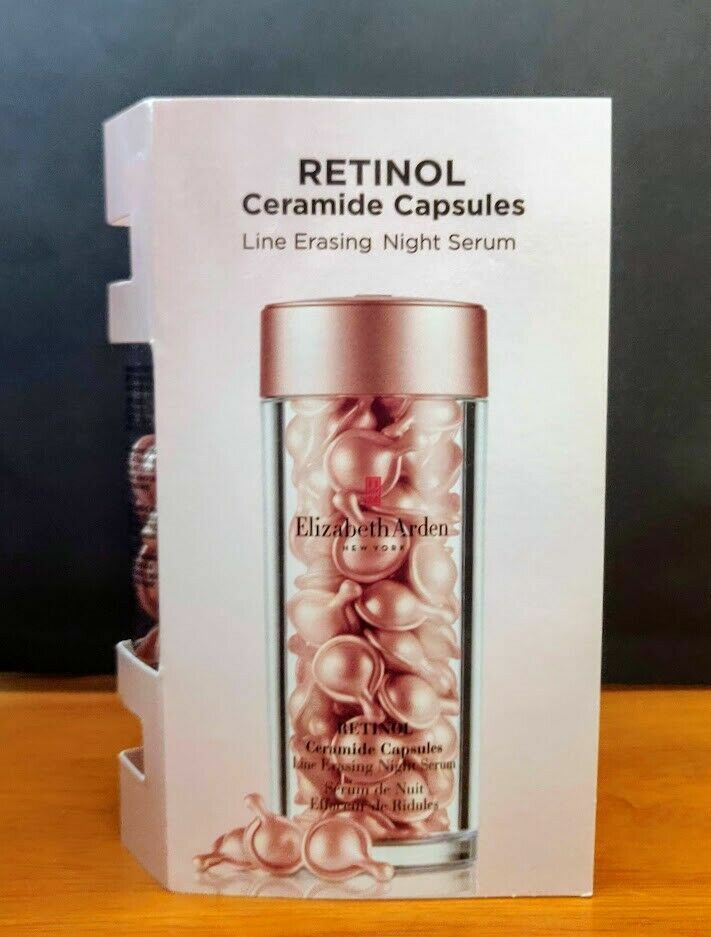 RETINOL
Ceramide Capsules
Line Erasing Night Serum
Elizabeth Arden
NEW YORK
RETINOL
Ceramide Capsules
Line Erasing Night Serum
Sérum de Nuit
Effaceur de Ridules